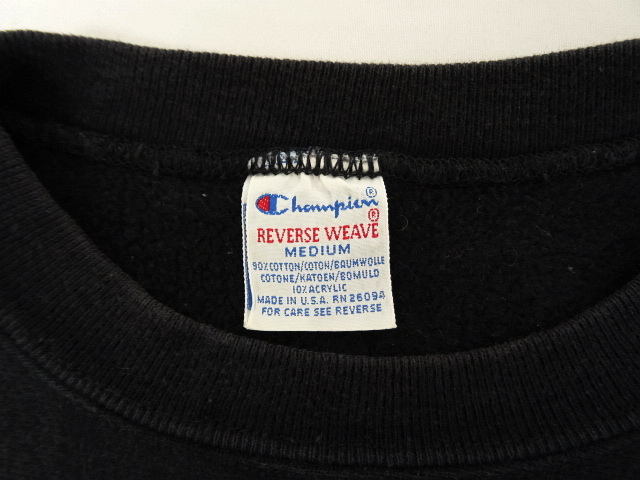 Champion®
®
REVERSE WEAVE
MEDIUM
90% COTTON/COTON/BAUMWOLLE
COTONE/KATOEN/BOMULD
10% ACRYLIC
MADE IN U.S.A. RN 26094
FOR CARE SEE REVERSE